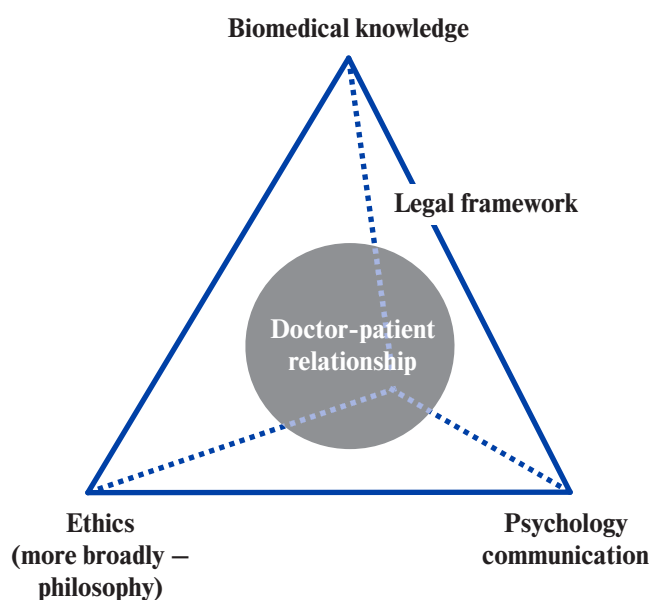 Biomedical knowledge
Legal framework
Doctor-patient
relationship
Ethics
(more broadly –
philosophy)
Psychology
communication